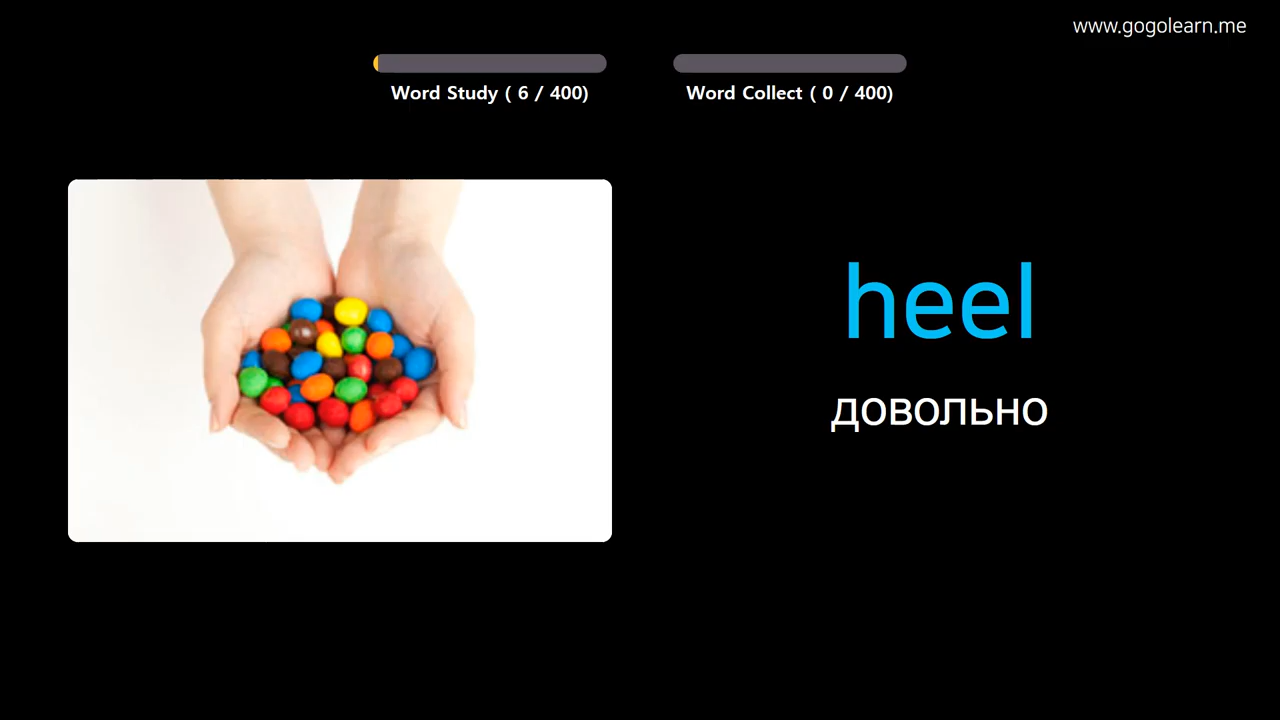 www.gogolearn.me
Word Study ( 6 / 400)
Word Collect ( 0 / 400)
heel
довольно